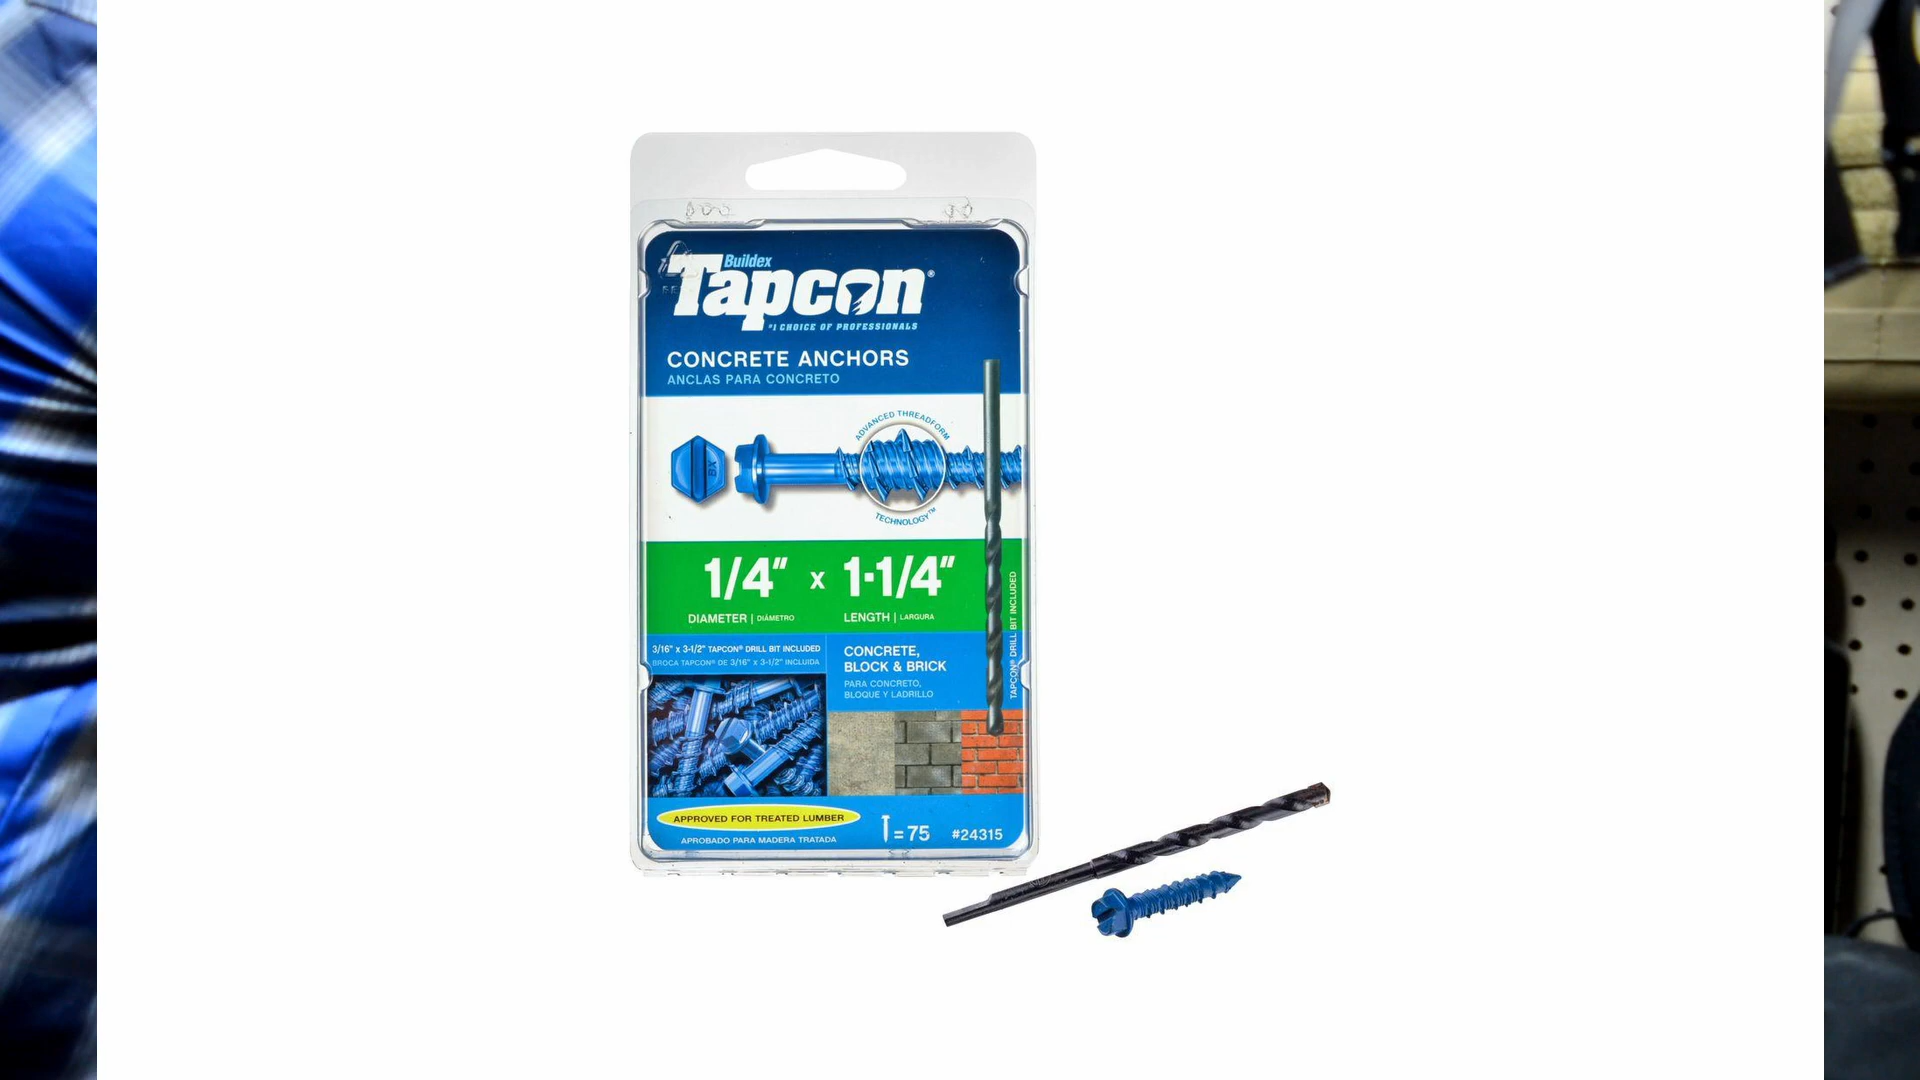 Buildex
Tapcon®
#1 CHOICE OF PROFESSIONALS
CONCRETE ANCHORS
ANCLAS PARA CONCRETO
ADVANCED THREADFORM
TECHNOLOGY™
BX
1/4" x 1-1/4"
DIAMETER | DIÁMETRO
LENGTH | LARGURA
3/16" x 3-1/2" TAPCON® DRILL BIT INCLUDED
BROCA TAPCON® DE 3/16" x 3-1/2" INCLUIDA
CONCRETE,
BLOCK & BRICK
PARA CONCRETO,
BLOQUE Y LADRILLO
TAPCON® DRILL BIT INCLUDED
APPROVED FOR TREATED LUMBER
APROBADO PARA MADERA TRATADA
= 75
#24315